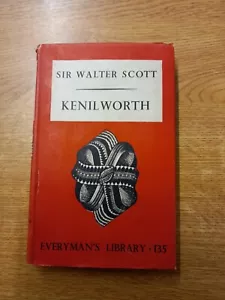 SIR WALTER SCOTT
KENILWORTH
EVERYMAN'S LIBRARY · 135